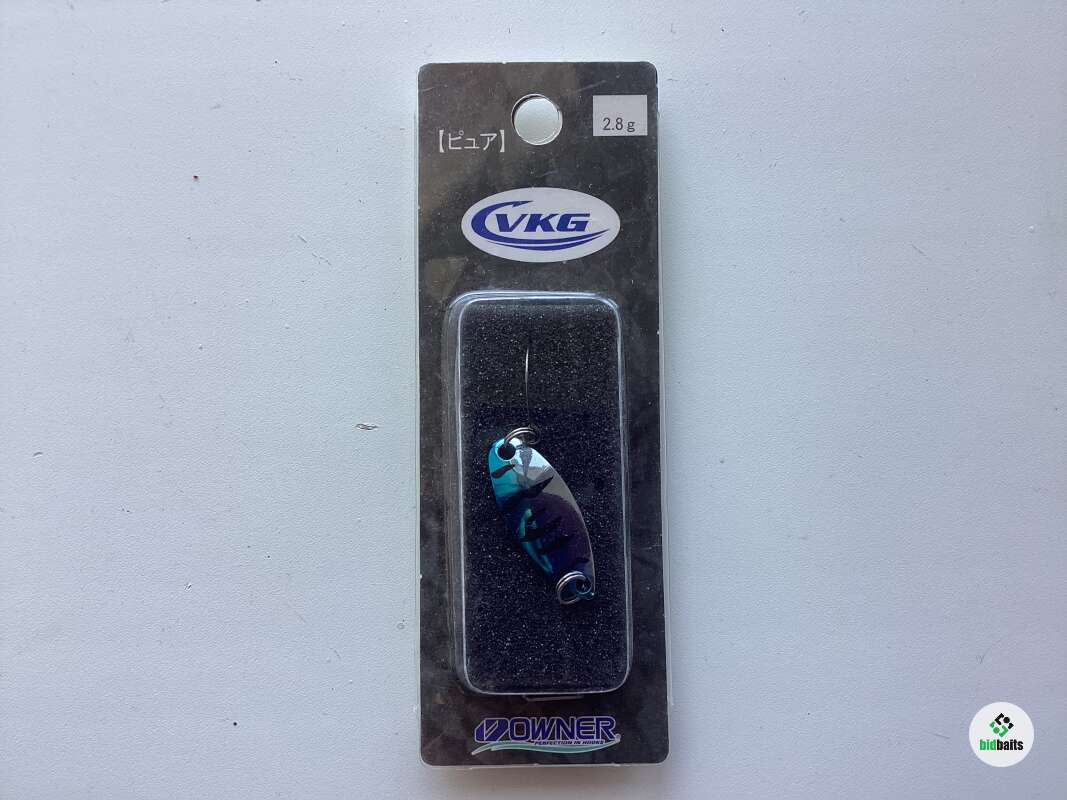 2.8g
【ピュア】
VKG
OWNER
PERFECTION IN HOOKS
bidbaits